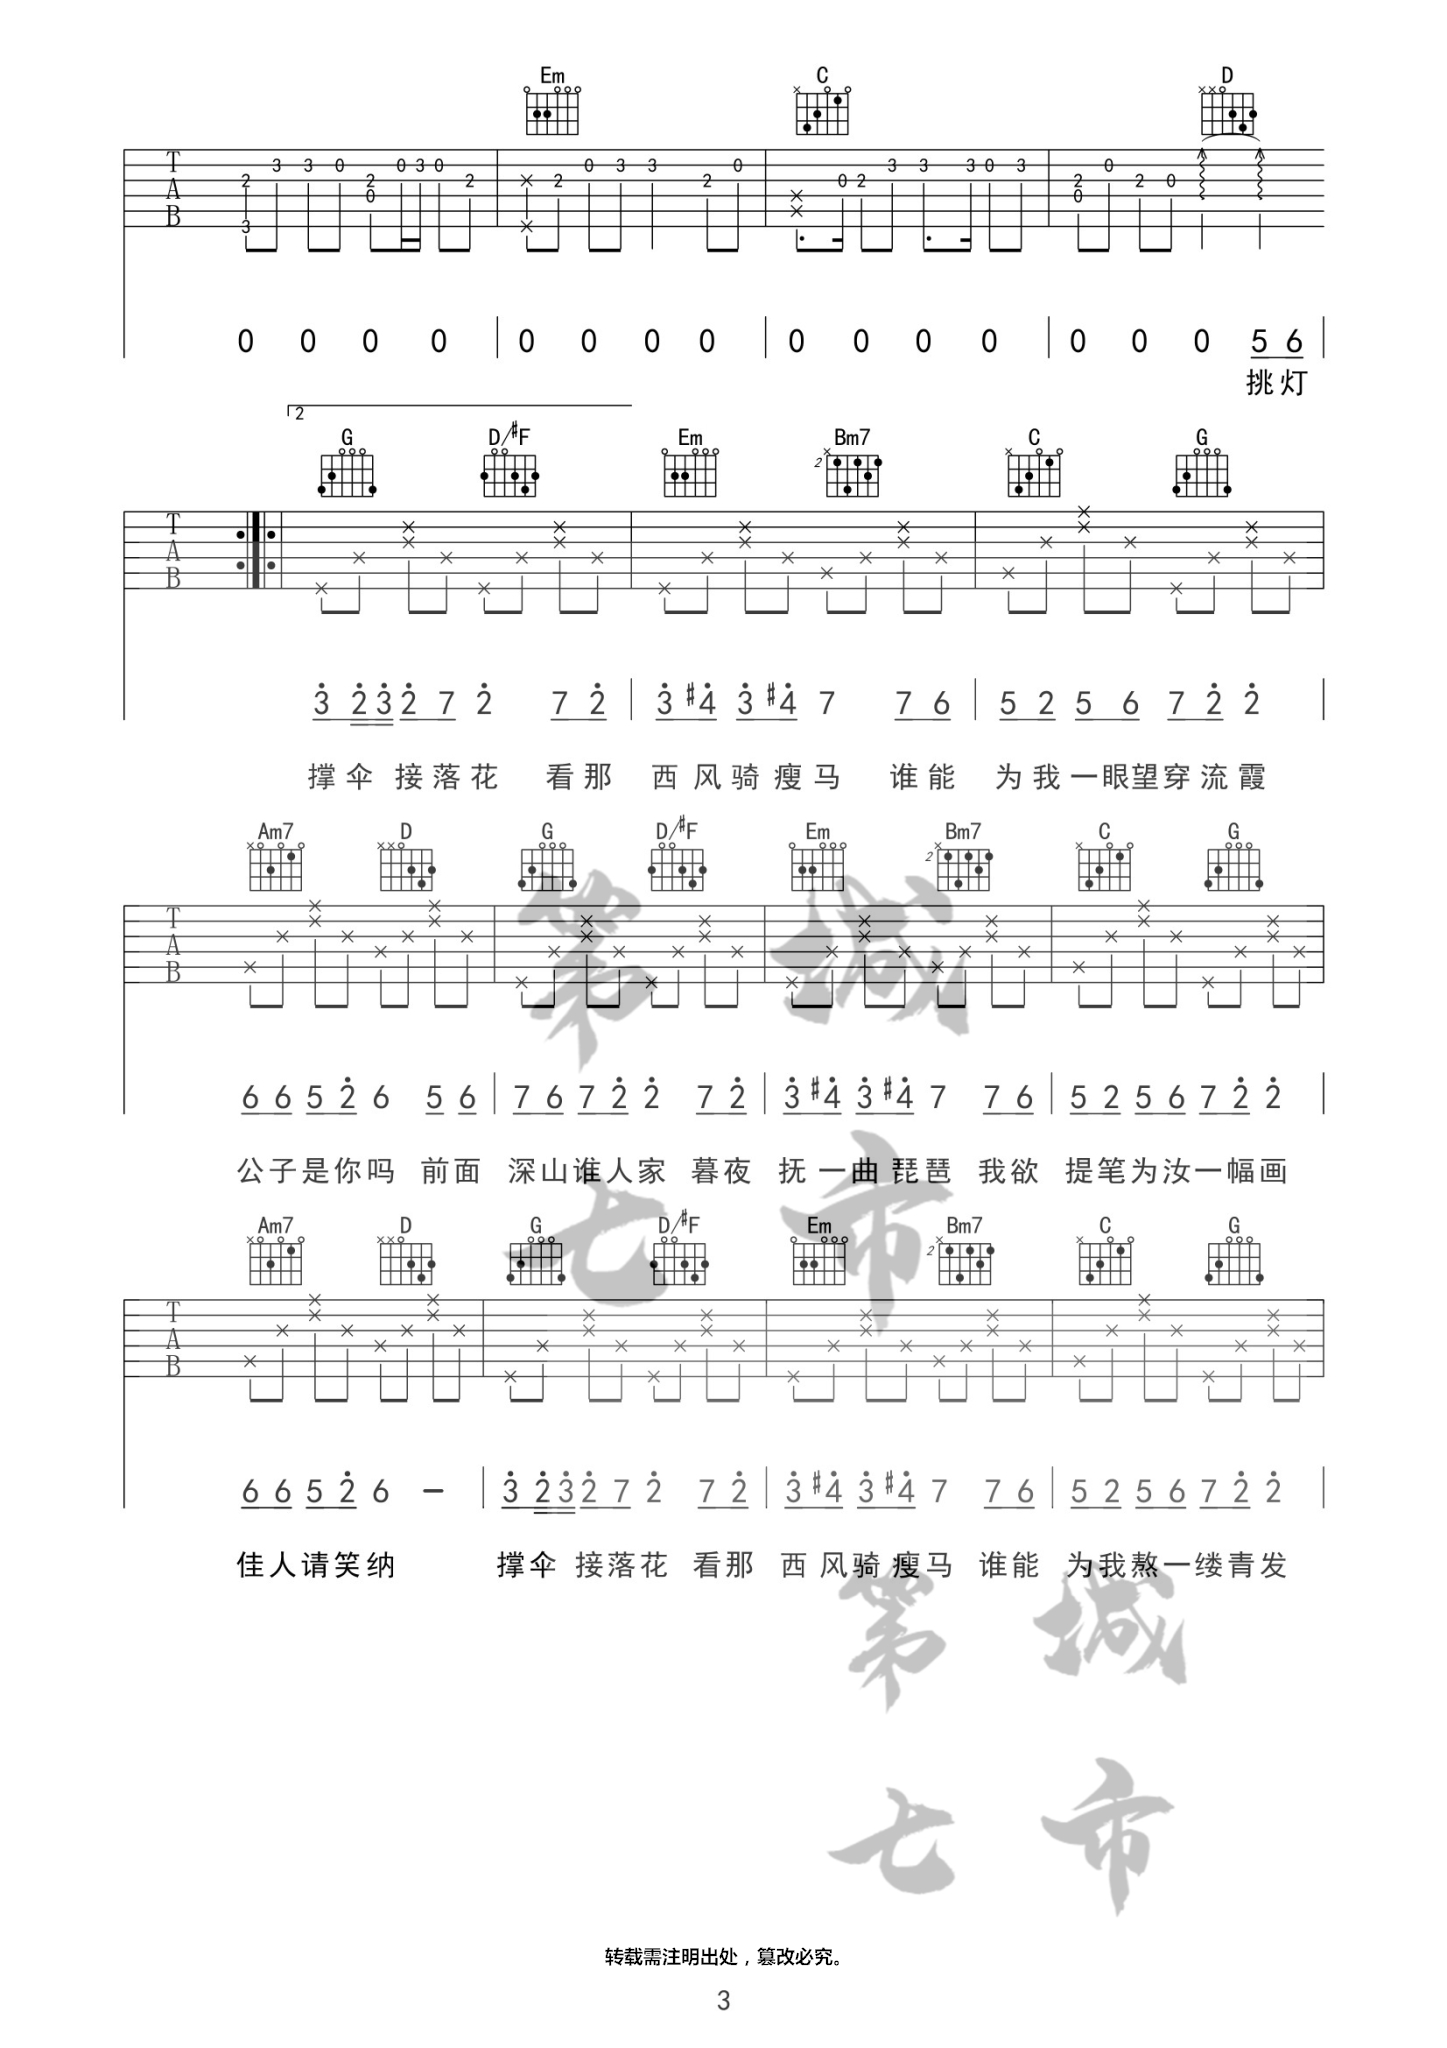 Em C D
T 3 3 0 0 3 0 0 3 3 0 3 3 3 0 3 0
2 2 2 2 2 0 2 2 2 0
A 0 0
B 3
0 0 0 0 0 0 0 0 0 0 0 0 0 0 0 5 6
挑灯
2
G D/#F Em Bm7 C G
2
T
A
B
3 2 3 2 7 2 7 2 3 #4 3 #4 7 7 6 5 2 5 6 7 2 2
撑伞 接落花 看那 西风骑瘦马 谁能 为我一眼望穿流霞
Am7 D G D/#F Em Bm7 C G
2
T
A
B
6 6 5 2 6 5 6 7 6 7 2 2 7 2 3 #4 3 #4 7 7 6 5 2 5 6 7 2 2
公子是你吗 前面 深山谁人家 暮夜 抚一曲琵琶 我欲 提笔为汝一幅画
Am7 D G D/#F Em Bm7 C G
2
T
A
B
6 6 5 2 6 – 3 2 3 2 7 2 7 2 3 #4 3 #4 7 7 6 5 2 5 6 7 2 2
佳人请笑纳 撑伞 接落花 看那 西风骑瘦马 谁能 为我熬一缕青发
第城
七市
第城
七市
转载需注明出处，篡改必究。
3